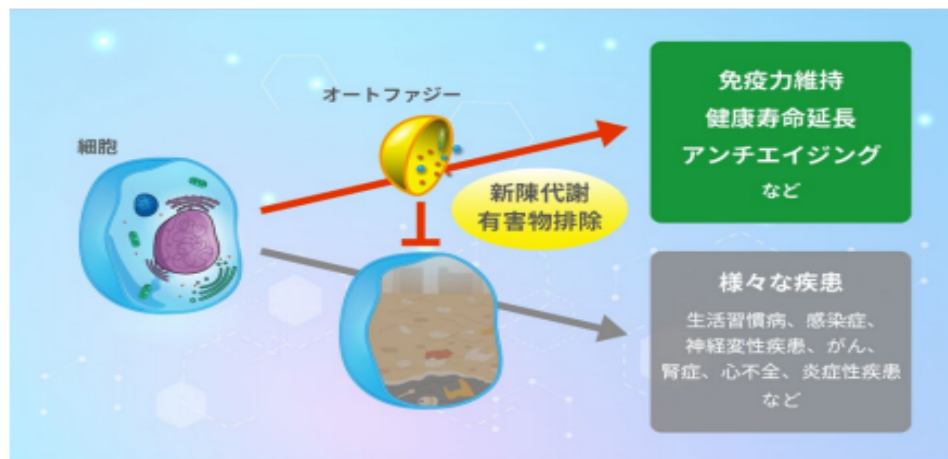 オートファジー
細胞
新陳代謝
有害物排除
免疫力維持
健康寿命延長
アンチエイジング
など
様々な疾患
生活習慣病、感染症、
神経変性疾患、がん、
腎症、心不全、炎症性疾患
など